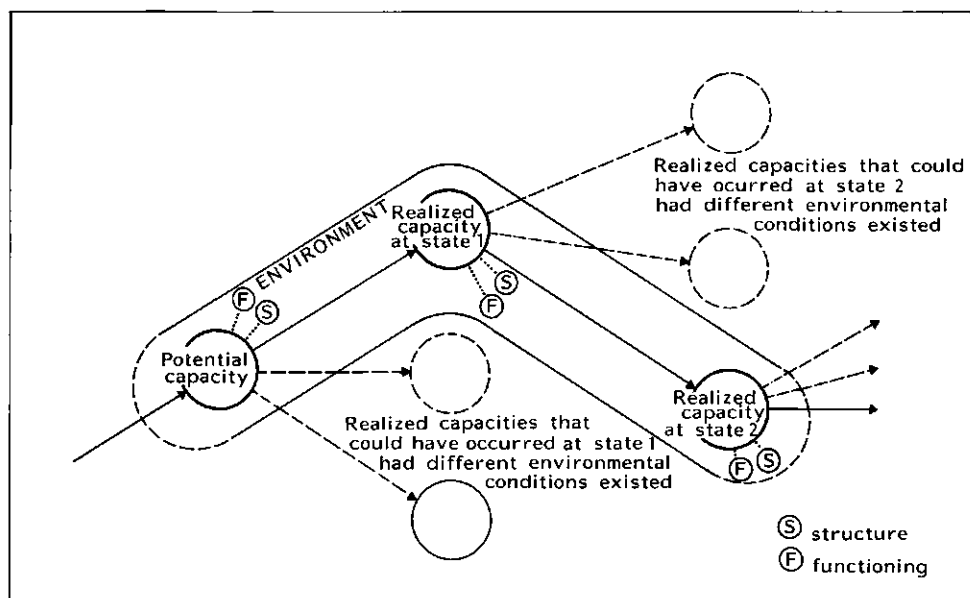 ENVIRONMENT
Realized
capacity
at state 1
Realized capacities that could
have ocurred at state 2
had different environmental
conditions existed
F
S
S
F
Potential
capacity
Realized capacities that
could have occurred at state 1
had different environmental
conditions existed
Realized
capacity
at state 2
F
S
S structure
F functioning